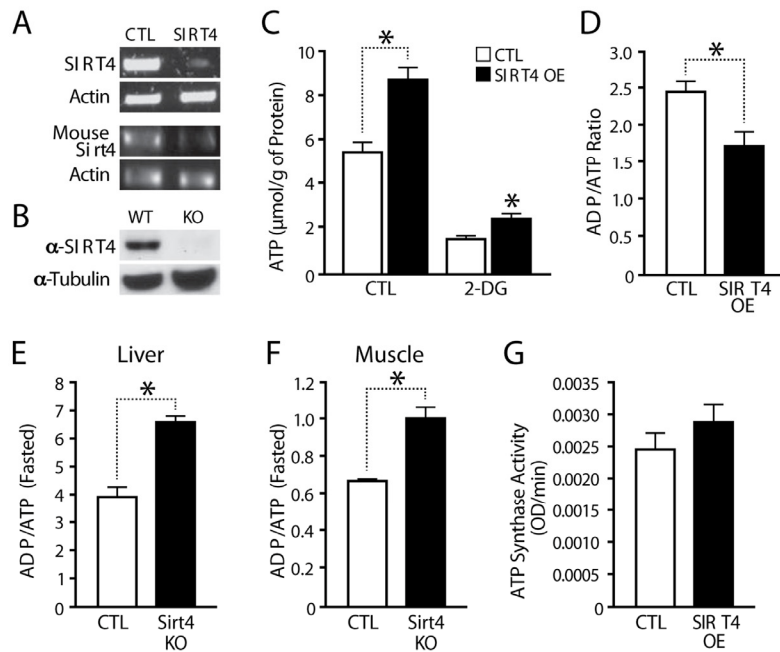 A
CTL SIRT4
SIRT4
Actin
Mouse
Sirt4
Actin
B
WT KO
α-SIRT4
α-Tubulin
C
CTL
SIRT4 OE
ATP (µmol/g of Protein)
10
8
6
4
2
0
*
*
CTL 2-DG
D
ADP/ATP Ratio
3.0
2.5
2.0
1.5
1.0
0.5
0
*
CTL SIRT4
OE
E
Liver
ADP/ATP (Fasted)
8
7
6
5
4
3
2
1
0
*
CTL Sirt4
KO
F
Muscle
ADP/ATP (Fasted)
1.2
1.0
0.8
0.6
0.4
0.2
0
*
CTL Sirt4
KO
G
ATP Synthase Activity
(OD/min)
0.0035
0.0030
0.0025
0.0020
0.0015
0.0010
0.0005
0
CTL SIRT4
OE